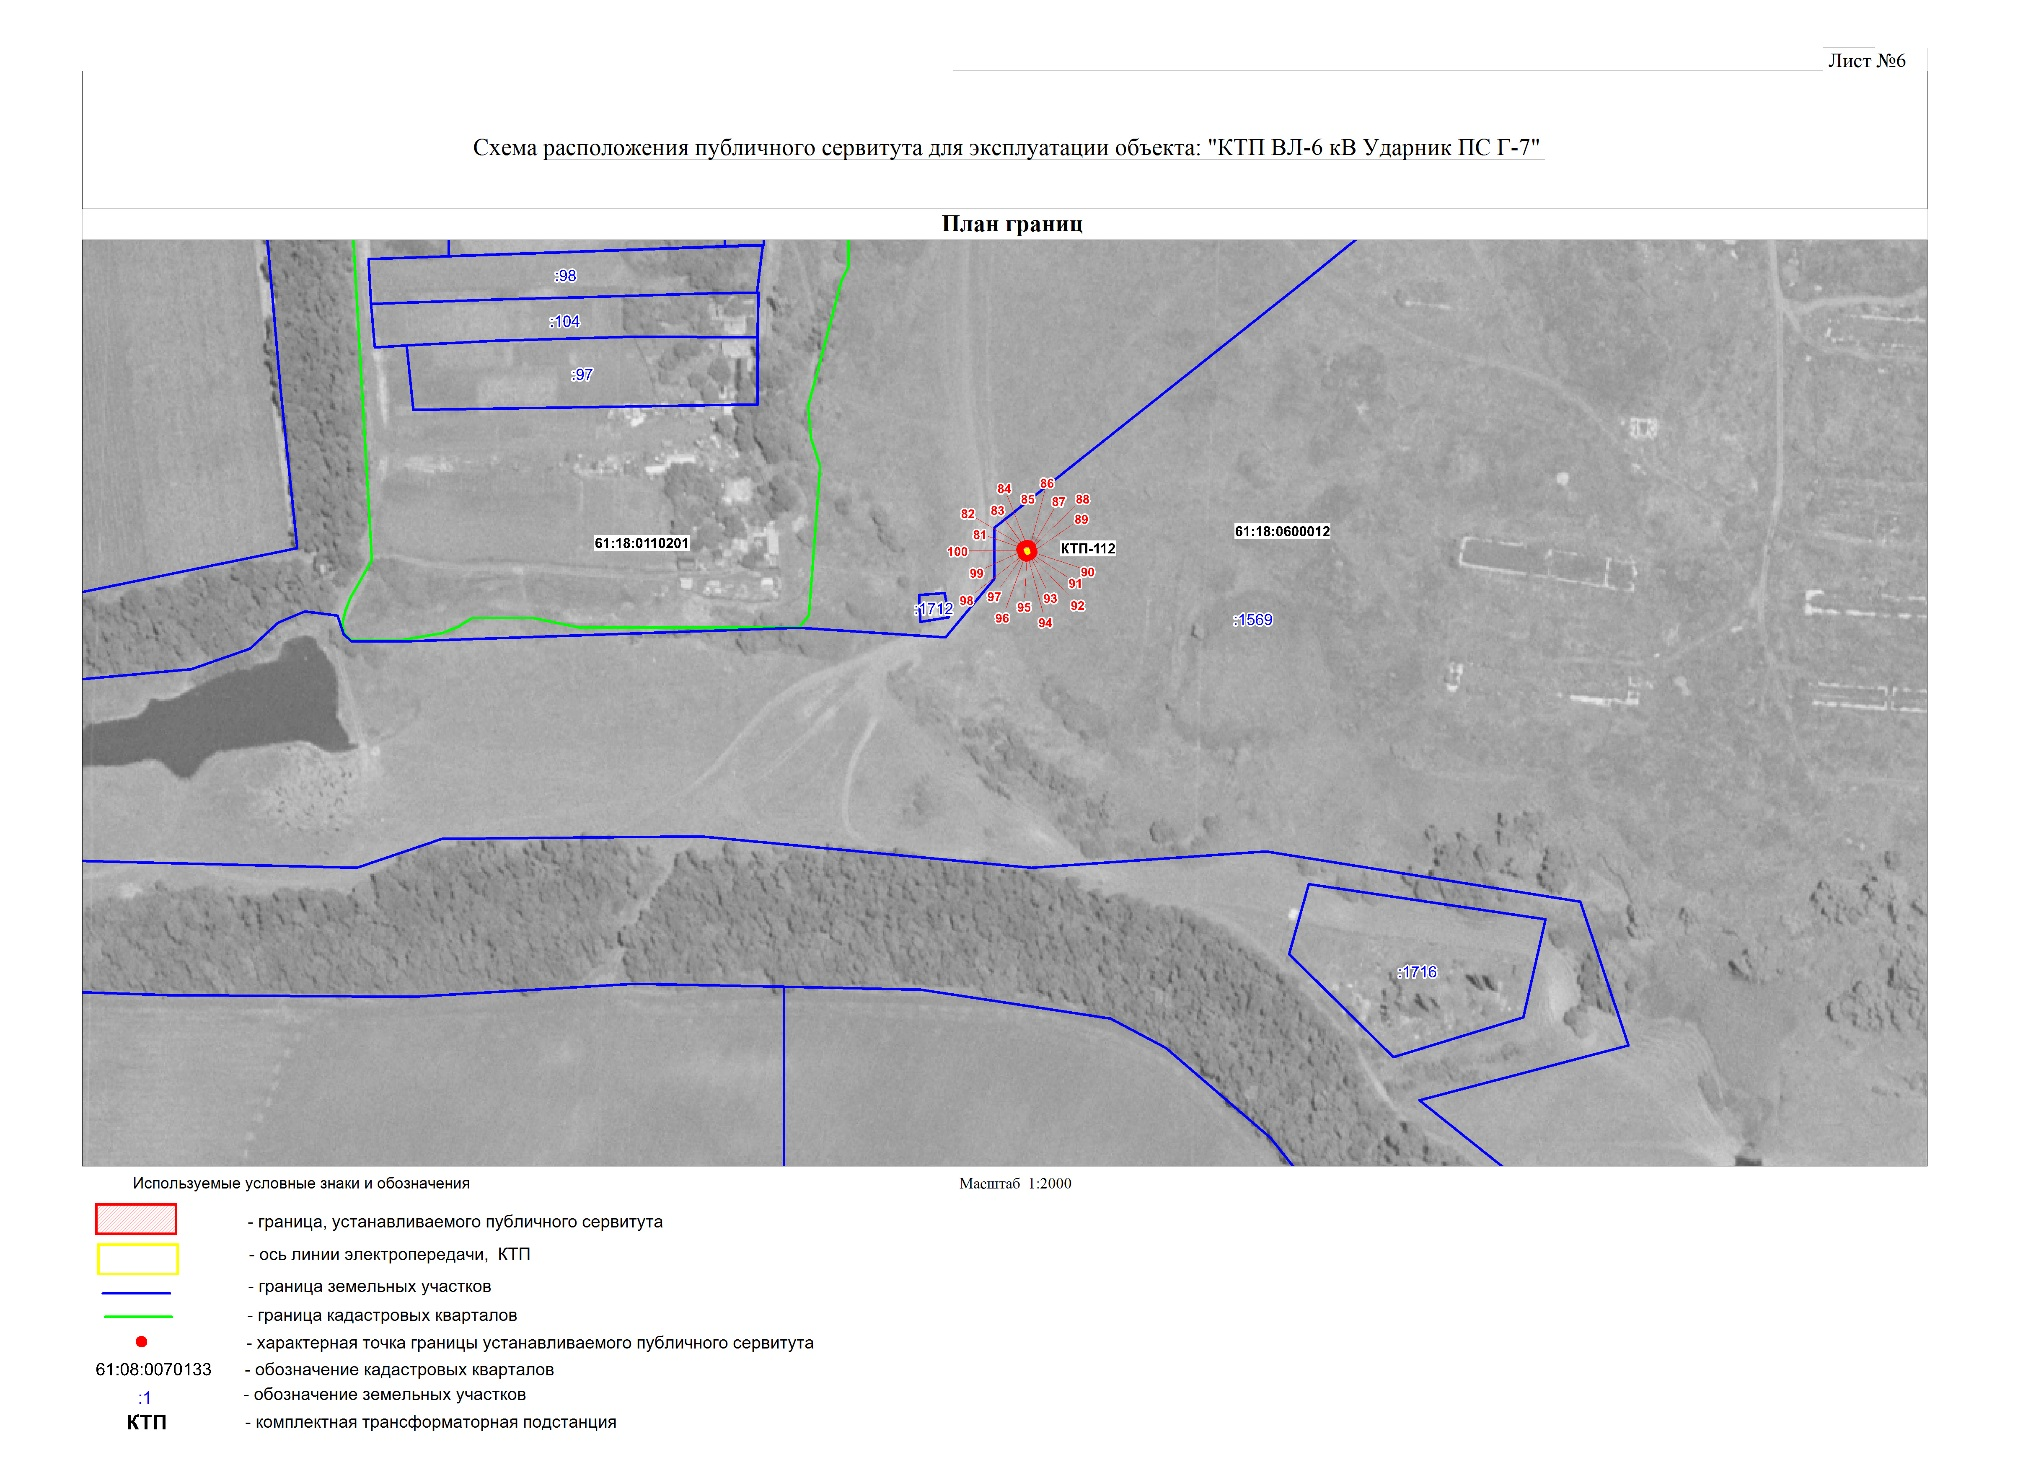 Лист №6
Схема расположения публичного сервитута для эксплуатации объекта: "КТП ВЛ-6 кВ Ударник ПС Г-7"
План границ
:98
:104
:97
84
86
85
87
88
82
83
89
81
100
КТП-112
61:18:0600012
61:18:0110201
99
90
91
98
97
93
92
95
96
94
:1712
:1569
:1716
Используемые условные знаки и обозначения
Масштаб 1:2000
- граница, устанавливаемого публичного сервитута
- ось линии электропередачи, КТП
- граница земельных участков
- граница кадастровых кварталов
- характерная точка границы устанавливаемого публичного сервитута
61:08:0070133 - обозначение кадастровых кварталов
:1 - обозначение земельных участков
КТП - комплектная трансформаторная подстанция